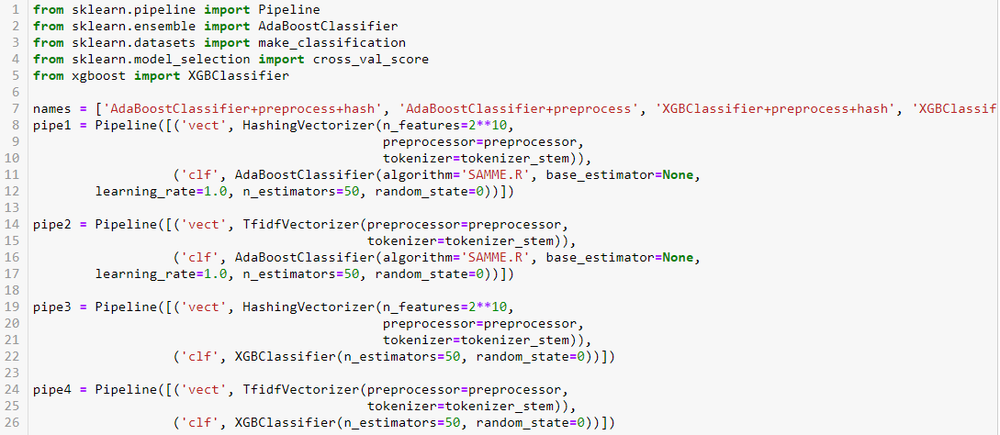 1 from sklearn.pipeline import Pipeline
2 from sklearn.ensemble import AdaBoostClassifier
3 from sklearn.datasets import make_classification
4 from sklearn.model_selection import cross_val_score
5 from xgboost import XGBClassifier
6
7 names = ['AdaBoostClassifier+preprocess+hash', 'AdaBoostClassifier+preprocess', 'XGBClassifier+preprocess+hash', 'XGBClassif
8 pipe1 = Pipeline([('vect', HashingVectorizer(n_features=2**10,
9 preprocessor=preprocessor,
10 tokenizer=tokenizer_stem)),
11 ('clf', AdaBoostClassifier(algorithm='SAMME.R', base_estimator=None,
12 learning_rate=1.0, n_estimators=50, random_state=0))])
13
14 pipe2 = Pipeline([('vect', TfidfVectorizer(preprocessor=preprocessor,
15 tokenizer=tokenizer_stem)),
16 ('clf', AdaBoostClassifier(algorithm='SAMME.R', base_estimator=None,
17 learning_rate=1.0, n_estimators=50, random_state=0))])
18
19 pipe3 = Pipeline([('vect', HashingVectorizer(n_features=2**10,
20 preprocessor=preprocessor,
21 tokenizer=tokenizer_stem)),
22 ('clf', XGBClassifier(n_estimators=50, random_state=0))])
23
24 pipe4 = Pipeline([('vect', TfidfVectorizer(preprocessor=preprocessor,
25 tokenizer=tokenizer_stem)),
26 ('clf', XGBClassifier(n_estimators=50, random_state=0))])